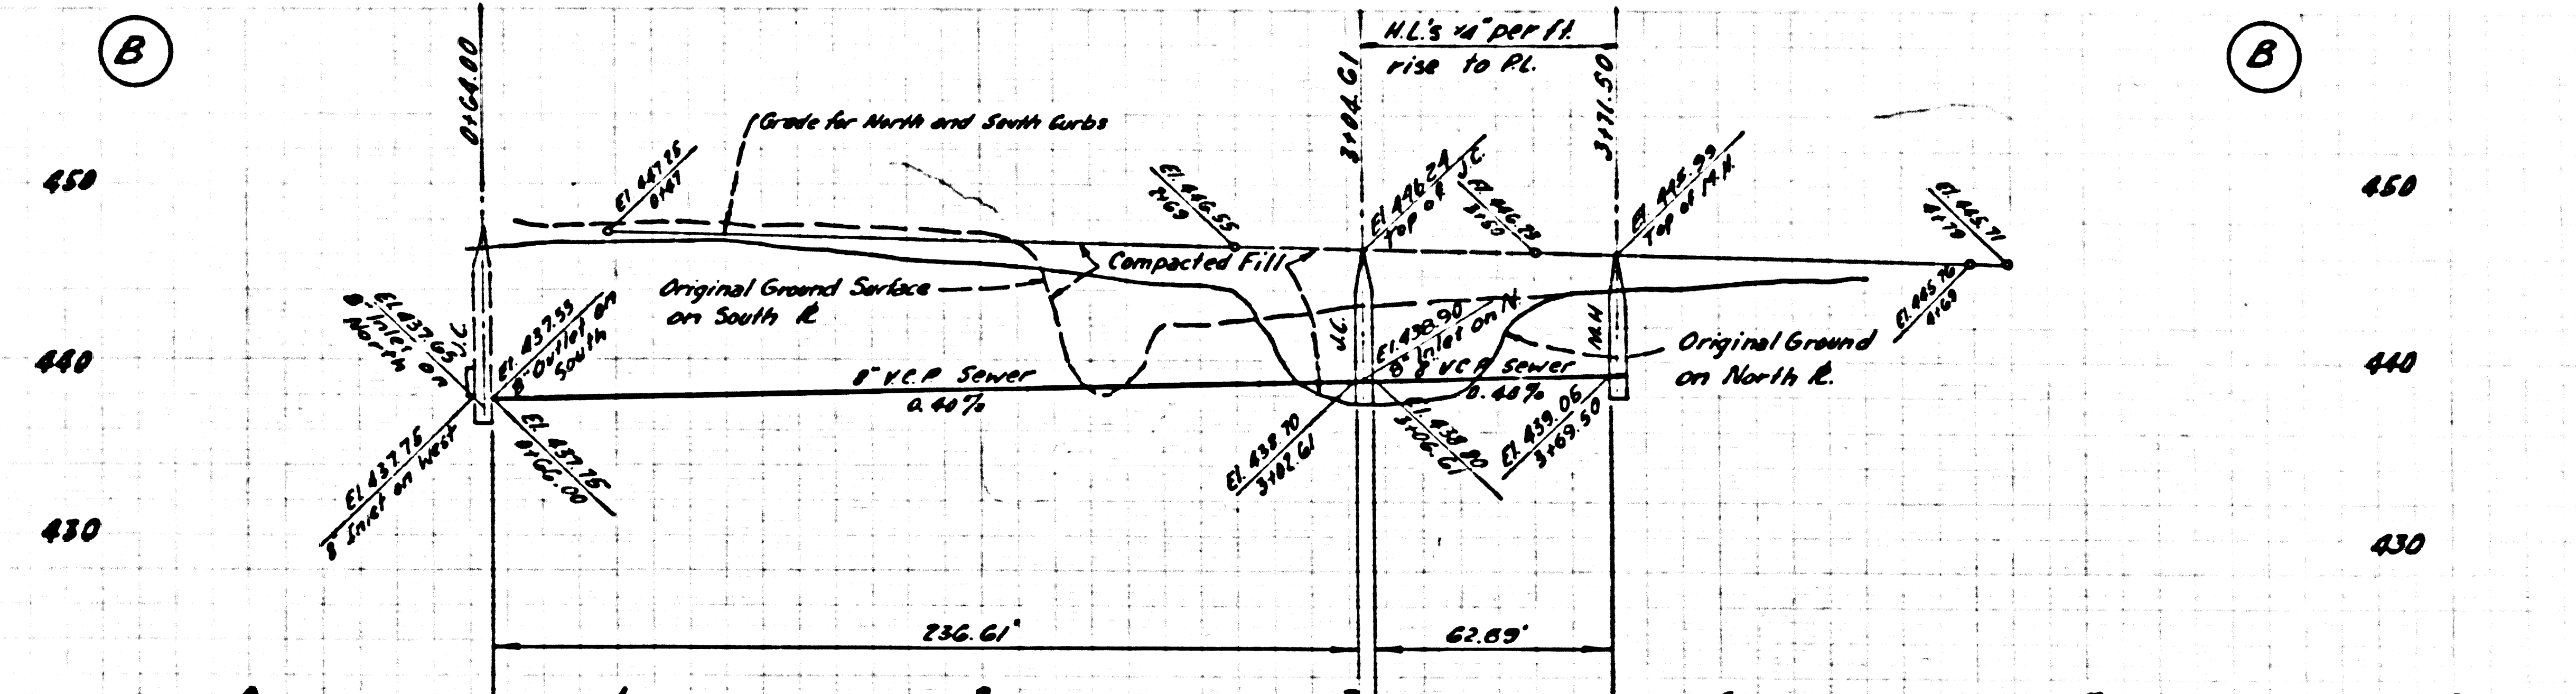 B
0+64.00
3+04.61
H.L.'s ¼" per ft.
rise to P.L.
3+71.50
B
Grade for North and South Curbs
450
El. 447.25
0+97
El. 446.55
2+69
El. 446.24
Top of J.C.
3+50
El. 445.99
Top of M.H.
El. 445.71
4+79
450
Compacted Fill
Original Ground Surface
on South ℄
El. 437.65
8" Inlet on
North
J.C.
El. 437.55
8" Outlet on
South
J.C.
El. 438.90
8" Inlet on N.
M.H
El. 445.76
4+69
Original Ground
on North ℄.
440
8" V.C.P. Sewer
0.40%
8" V.C.P. Sewer
0.40%
440
El. 437.75
8" Inlet on West
El. 437.75
0+66.00
El. 438.70
3+02.61
El. 438.80
3+06.61
El. 439.06
3+69.50
430
430
236.61'
62.89'